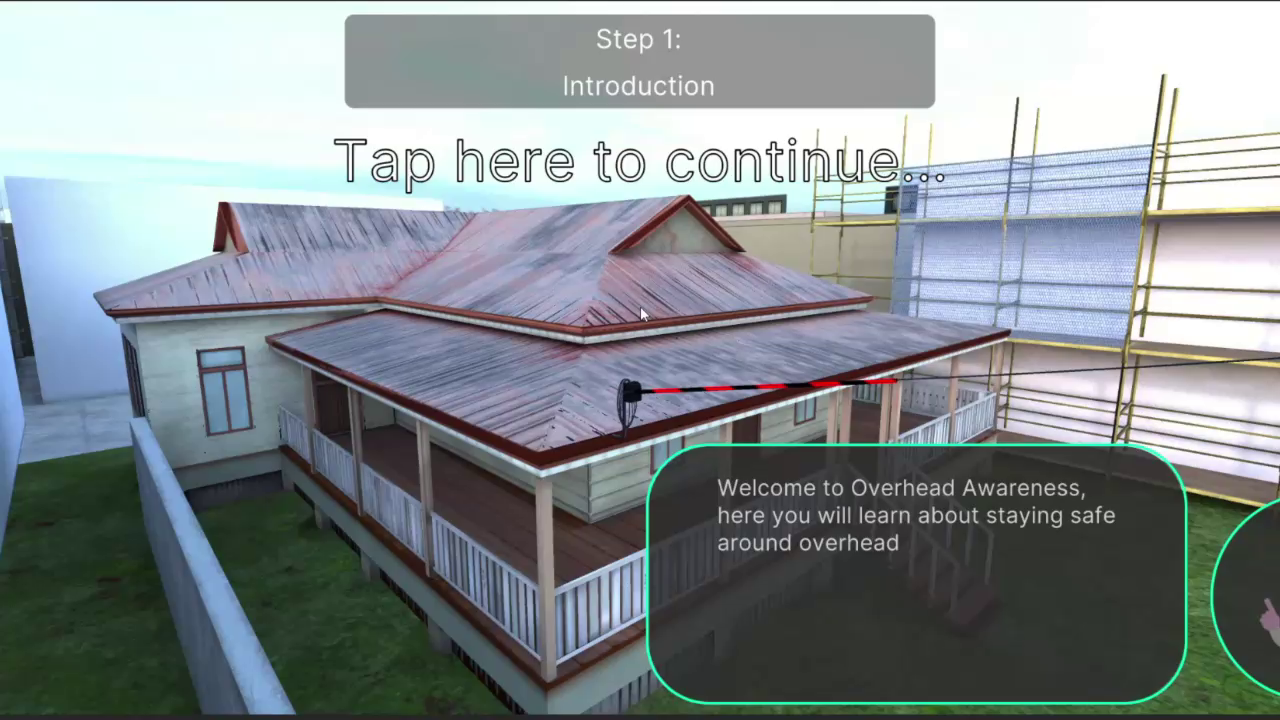 Step 1:
Introduction
Tap here to continue...
Welcome to Overhead Awareness,
here you will learn about staying safe
around overhead